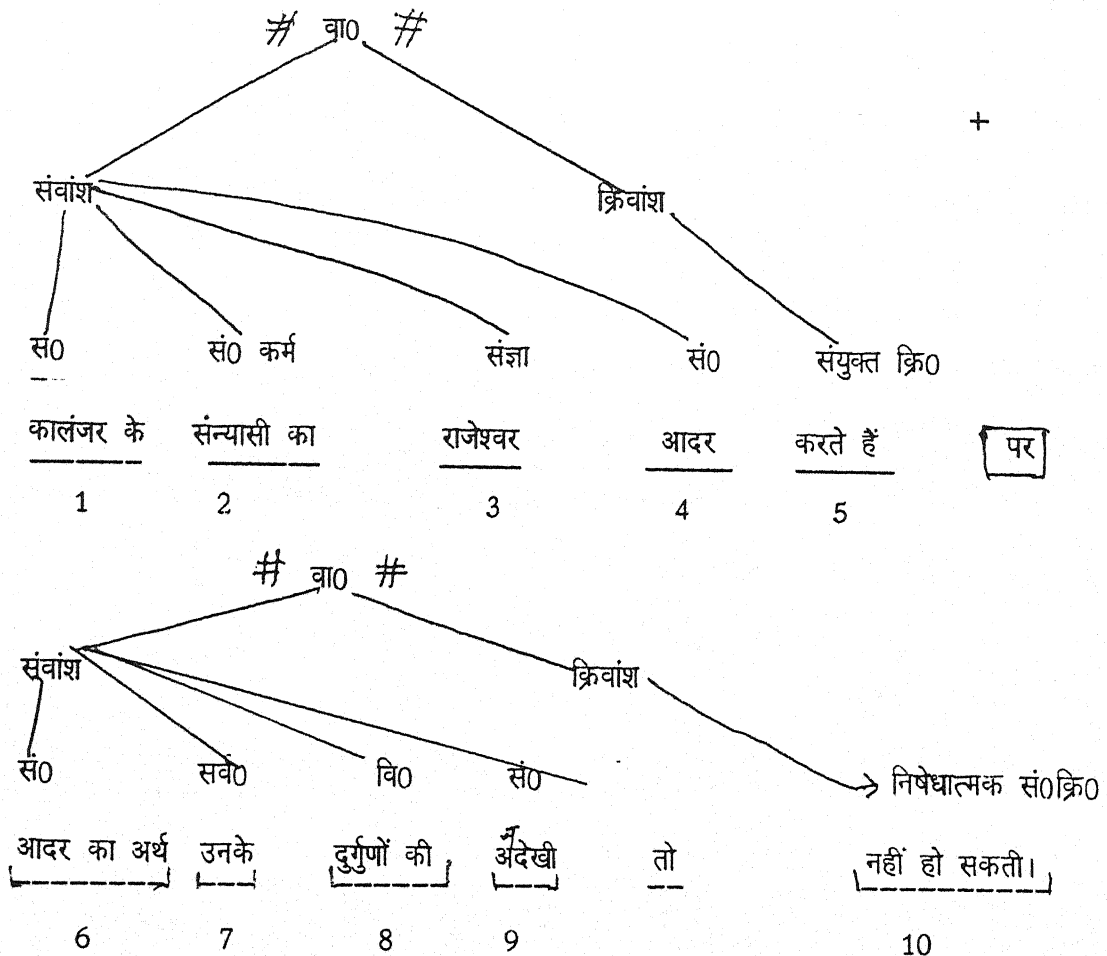 # वा0 #
+
संवांश क्रिवांश
सं0 सं0 कर्म संज्ञा सं0 संयुक्त क्रि0
कालंजर के संन्यासी का राजेश्वर आदर करते हैं पर
1 2 3 4 5
# वा0 #
संवांश क्रिवांश
सं0 सर्व0 वि0 सं0 निषेधात्मक सं0क्रि0
आदर का अर्थ उनके दुर्गुणों की अंदेखी तो नहीं हो सकती।
6 7 8 9 10